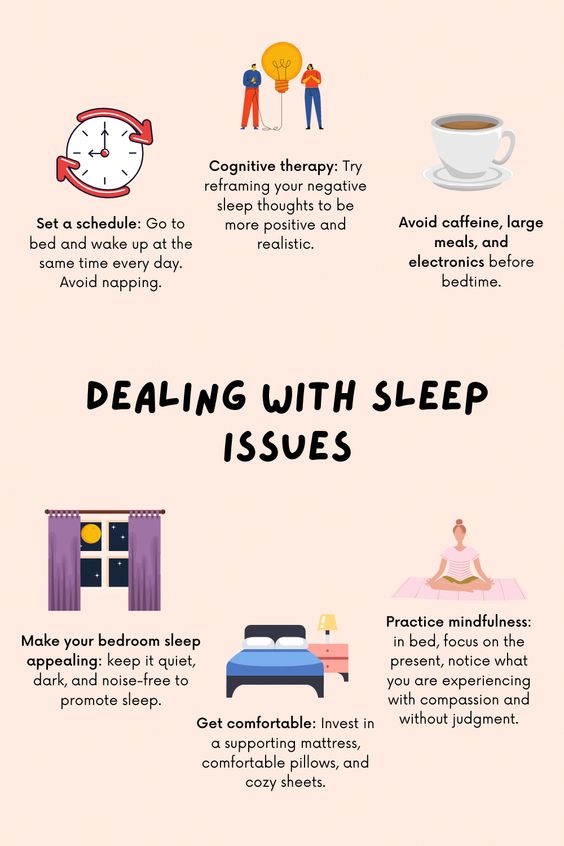 Cognitive therapy: Try
reframing your negative
sleep thoughts to be
more positive and
realistic.
Set a schedule: Go to
bed and wake up at the
same time every day.
Avoid napping.
Avoid caffeine, large
meals, and
electronics before
bedtime.
DEALING WITH SLEEP
ISSUES
Make your bedroom sleep
appealing: keep it quiet,
dark, and noise-free to
promote sleep.
Get comfortable: Invest in
a supporting mattress,
comfortable pillows, and
cozy sheets.
Practice mindfulness:
in bed, focus on the
present, notice what
you are experiencing
with compassion and
without judgment.